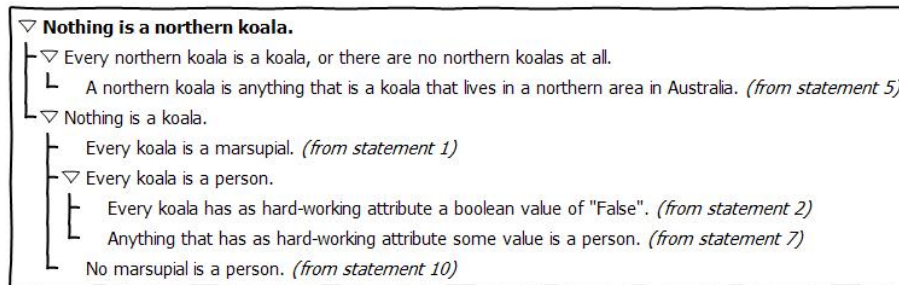 Nothing is a northern koala.
Every northern koala is a koala, or there are no northern koalas at all.
A northern koala is anything that is a koala that lives in a northern area in Australia. (from statement 5)
Nothing is a koala.
Every koala is a marsupial. (from statement 1)
Every koala is a person.
Every koala has as hard-working attribute a boolean value of "False". (from statement 2)
Anything that has as hard-working attribute some value is a person. (from statement 7)
No marsupial is a person. (from statement 10)